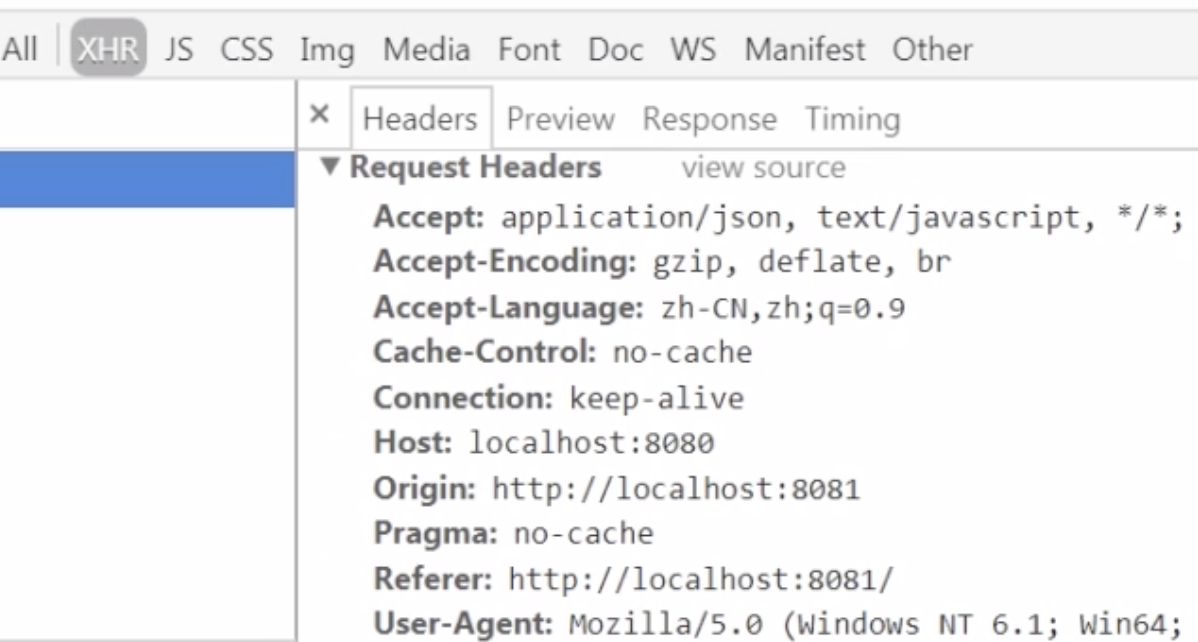 All XHR JS CSS Img Media Font Doc WS Manifest Other
× Headers Preview Response Timing
▼ Request Headers view source
Accept: application/json, text/javascript, */*;
Accept-Encoding: gzip, deflate, br
Accept-Language: zh-CN,zh;q=0.9
Cache-Control: no-cache
Connection: keep-alive
Host: localhost:8080
Origin: http://localhost:8081
Pragma: no-cache
Referer: http://localhost:8081/
User-Agent: Mozilla/5.0 (Windows NT 6.1; Win64;